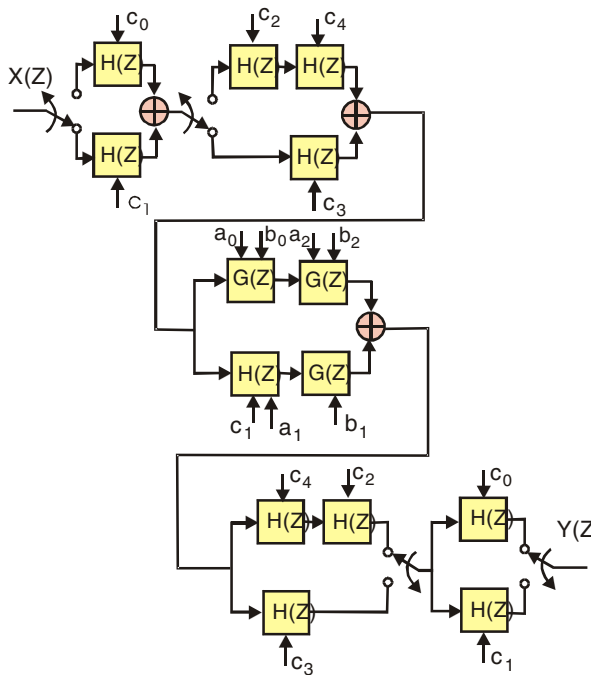 c₀ c₂ c₄
X(Z) H(Z) H(Z) H(Z)
H(Z) H(Z)
c₁ c₃
a₀ b₀ a₂ b₂
G(Z) G(Z)
H(Z) G(Z)
c₁ a₁ b₁
c₄ c₂ c₀
H(Z) H(Z) H(Z) Y(Z
H(Z) H(Z)
c₃ c₁